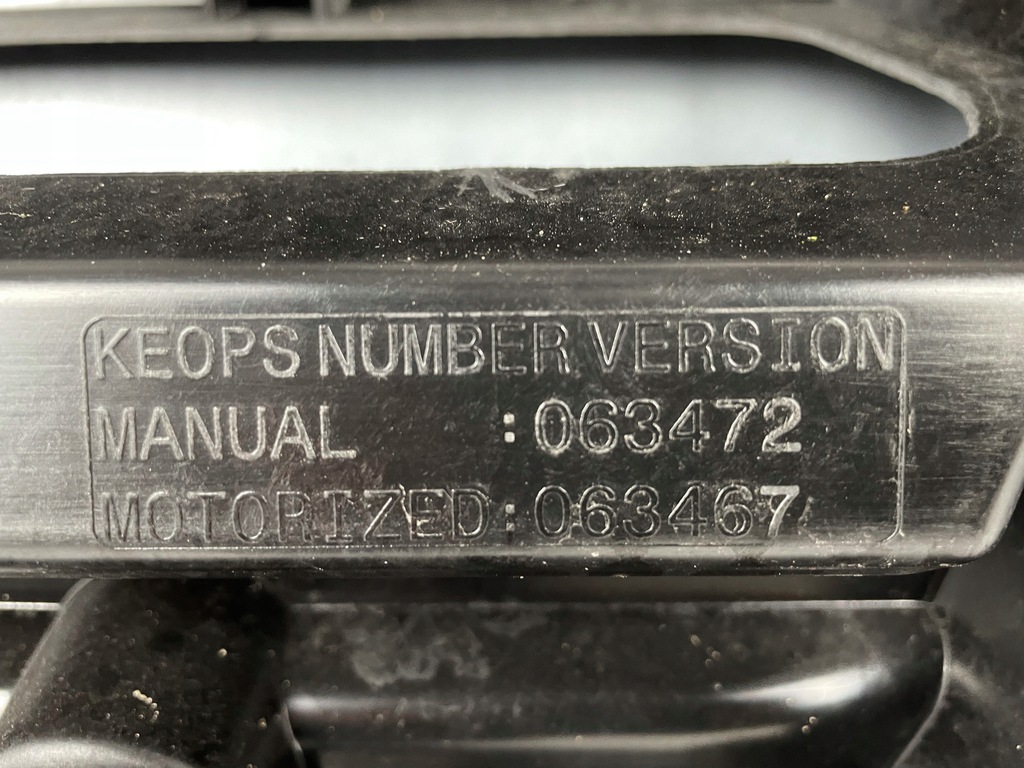 KEOPS NUMBER VERSION
MANUAL :063472
MOTORIZED:063467